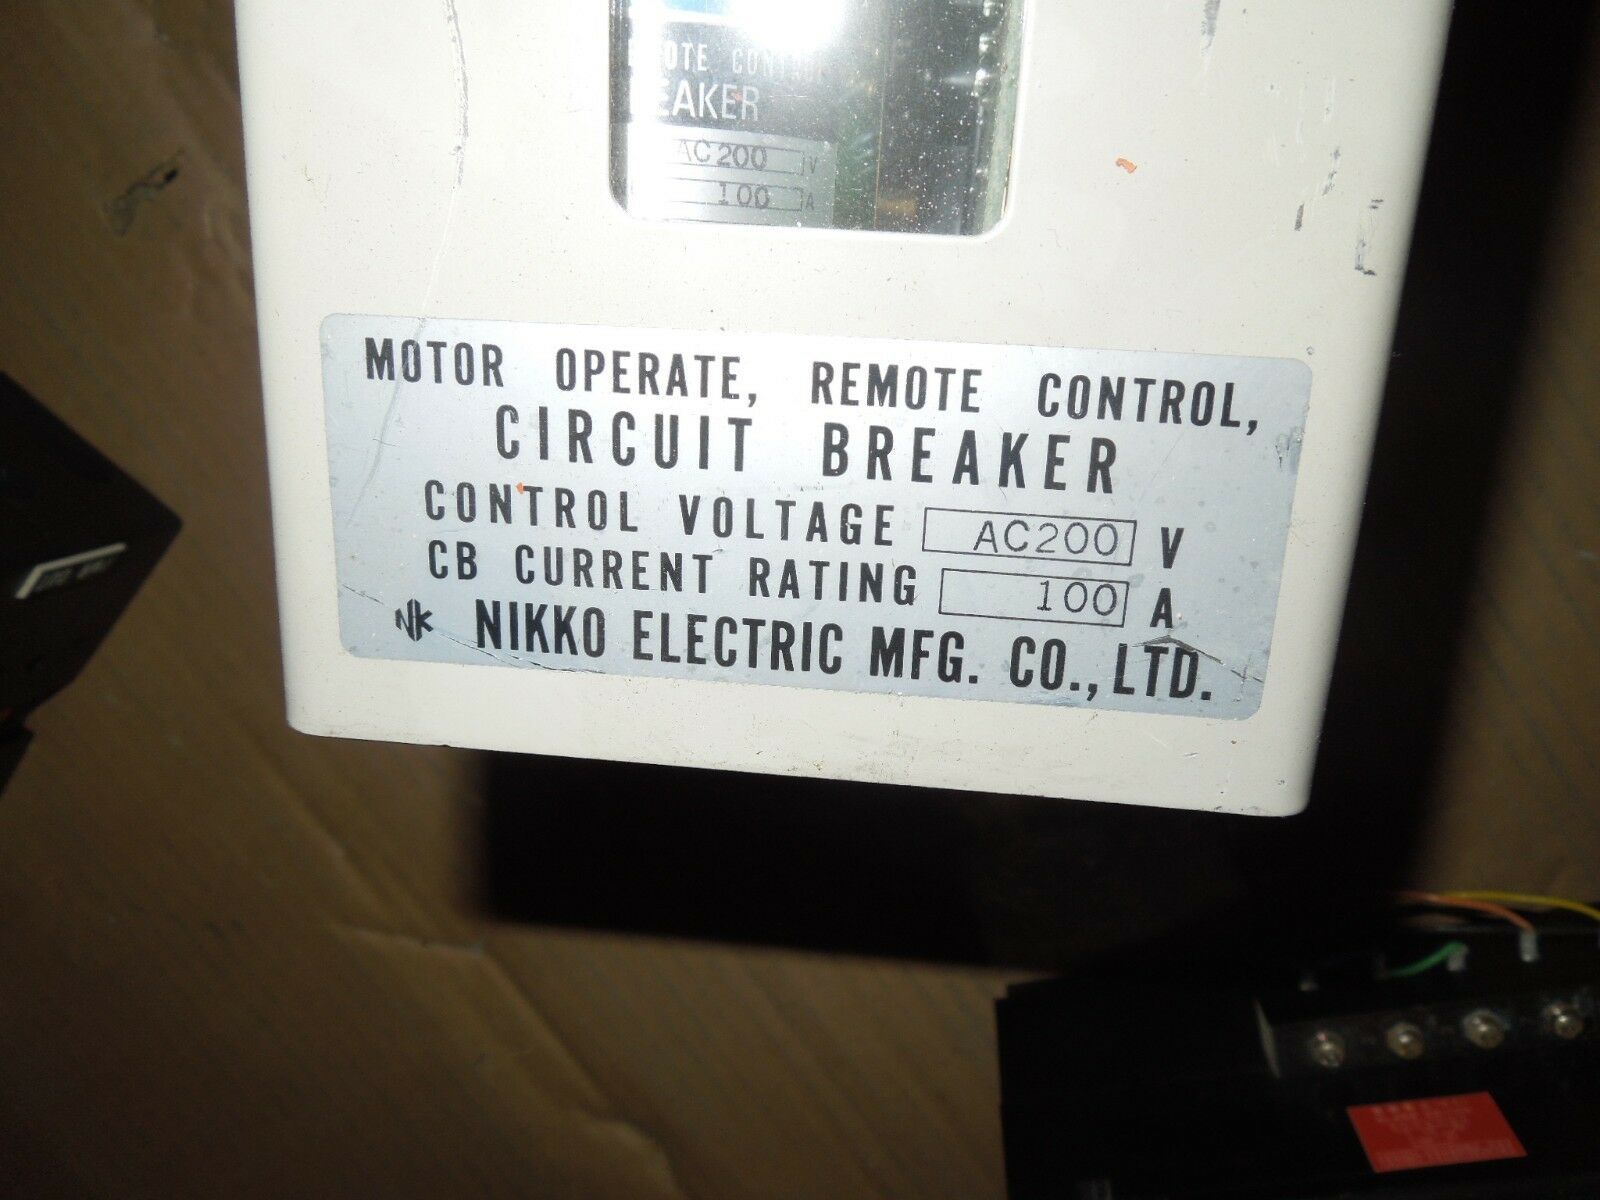 CONTROL
AC200 V
100 A
MOTOR OPERATE, REMOTE CONTROL,
CIRCUIT BREAKER
CONTROL VOLTAGE AC200 V
CB CURRENT RATING 100 A
NK NIKKO ELECTRIC MFG. CO., LTD.